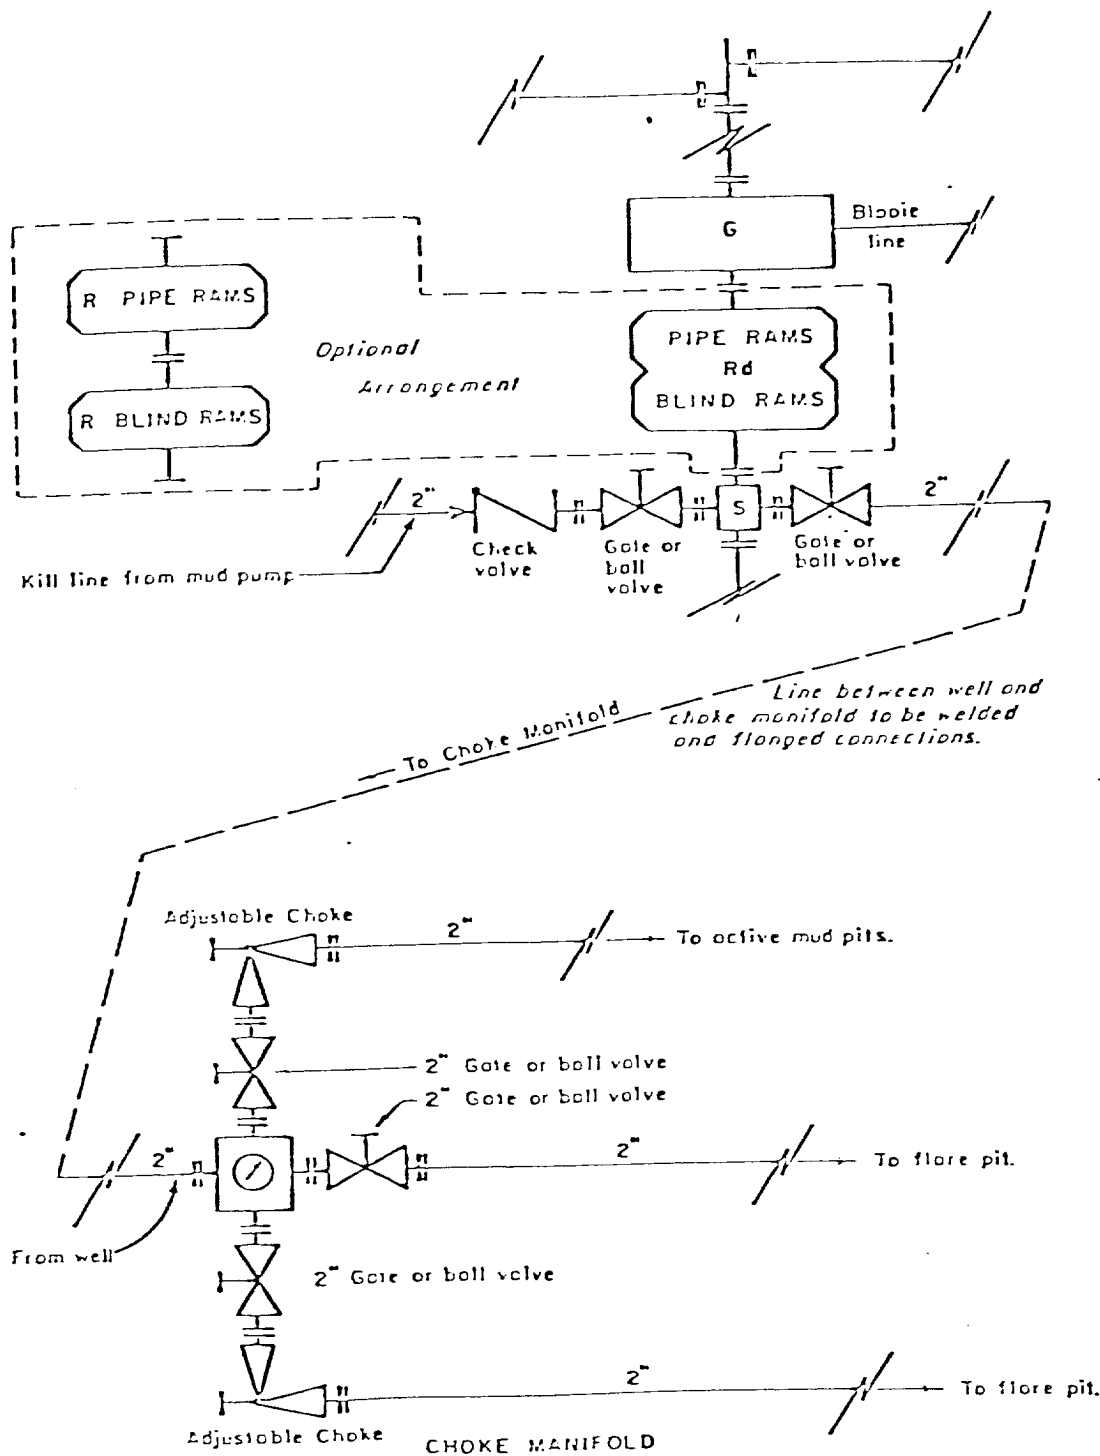 G
Blooie
line
R PIPE RAMS
R BLIND RAMS
Optional
Arrangement
PIPE RAMS
Rd
BLIND RAMS
2"
S
2"
Check
valve
Gate or
ball
valve
Gate or
ball valve
Kill line from mud pump
To Choke Manifold
Line between well and
choke manifold to be welded
and flanged connections.
Adjustable Choke
2"
To active mud pits.
2" Gate or ball valve
2" Gate or ball valve
2"
2"
To flare pit.
From well
2" Gate or ball valve
2"
To flare pit.
Adjustable Choke
CHOKE MANIFOLD